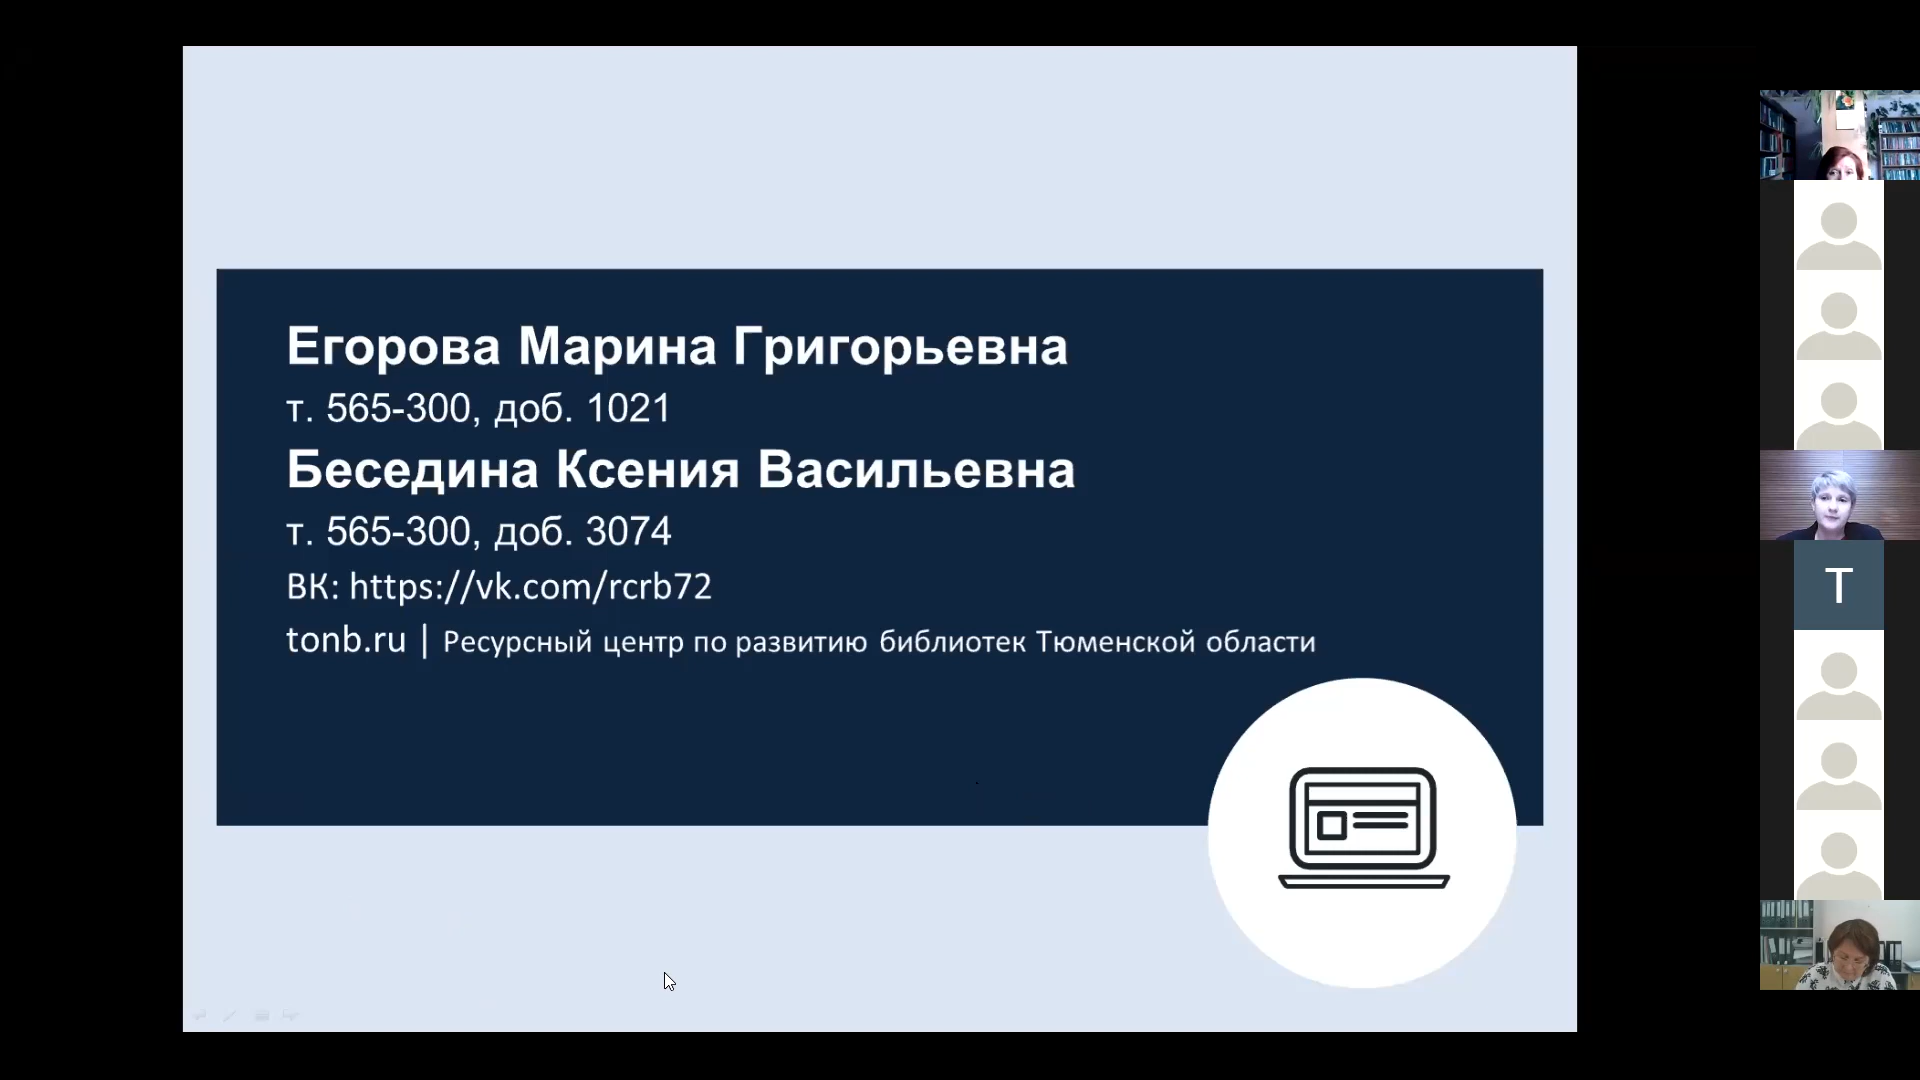 Егорова Марина Григорьевна
т. 565-300, доб. 1021
Беседина Ксения Васильевна
т. 565-300, доб. 3074
ВК: https://vk.com/rcrb72
tonb.ru | Ресурсный центр по развитию библиотек Тюменской области
T